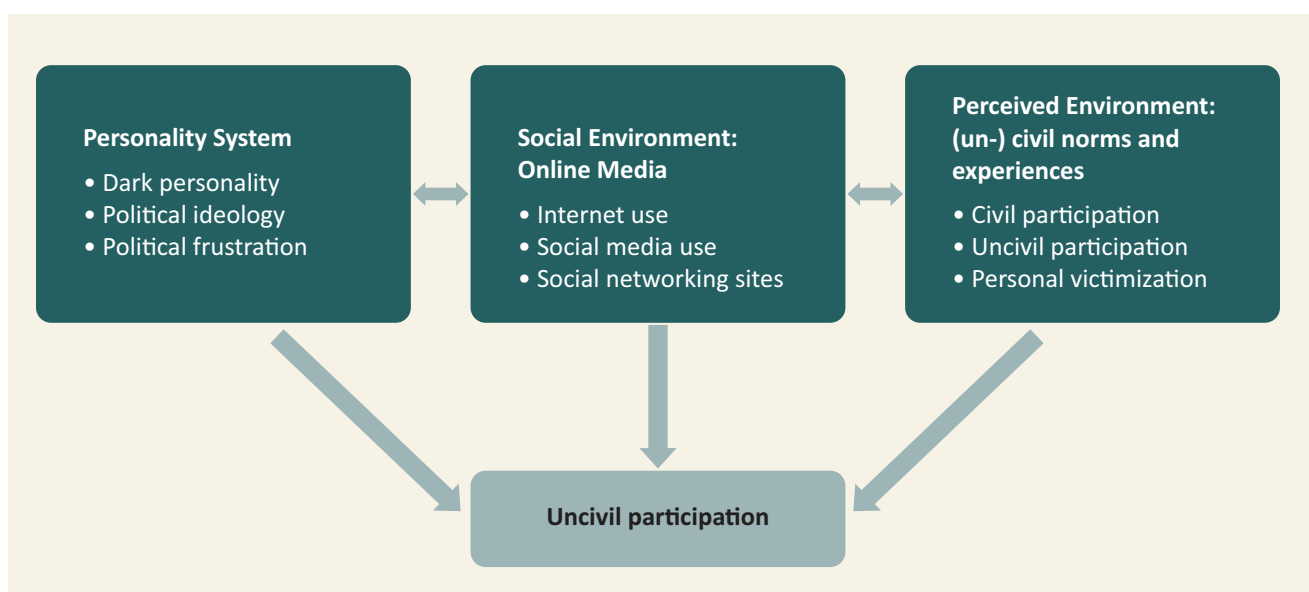 Personality System
• Dark personality
• Political ideology
• Political frustration
Social Environment:
Online Media
• Internet use
• Social media use
• Social networking sites
Perceived Environment:
(un-) civil norms and
experiences
• Civil participation
• Uncivil participation
• Personal victimization
Uncivil participation